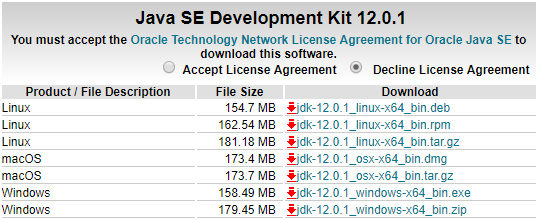 Java SE Development Kit 12.0.1
You must accept the Oracle Technology Network License Agreement for Oracle Java SE to
download this software.
Accept License Agreement Decline License Agreement
Product / File Description File Size Download
Linux 154.7 MB jdk-12.0.1_linux-x64_bin.deb
Linux 162.54 MB jdk-12.0.1_linux-x64_bin.rpm
Linux 181.18 MB jdk-12.0.1_linux-x64_bin.tar.gz
macOS 173.4 MB jdk-12.0.1_osx-x64_bin.dmg
macOS 173.7 MB jdk-12.0.1_osx-x64_bin.tar.gz
Windows 158.49 MB jdk-12.0.1_windows-x64_bin.exe
Windows 179.45 MB jdk-12.0.1_windows-x64_bin.zip